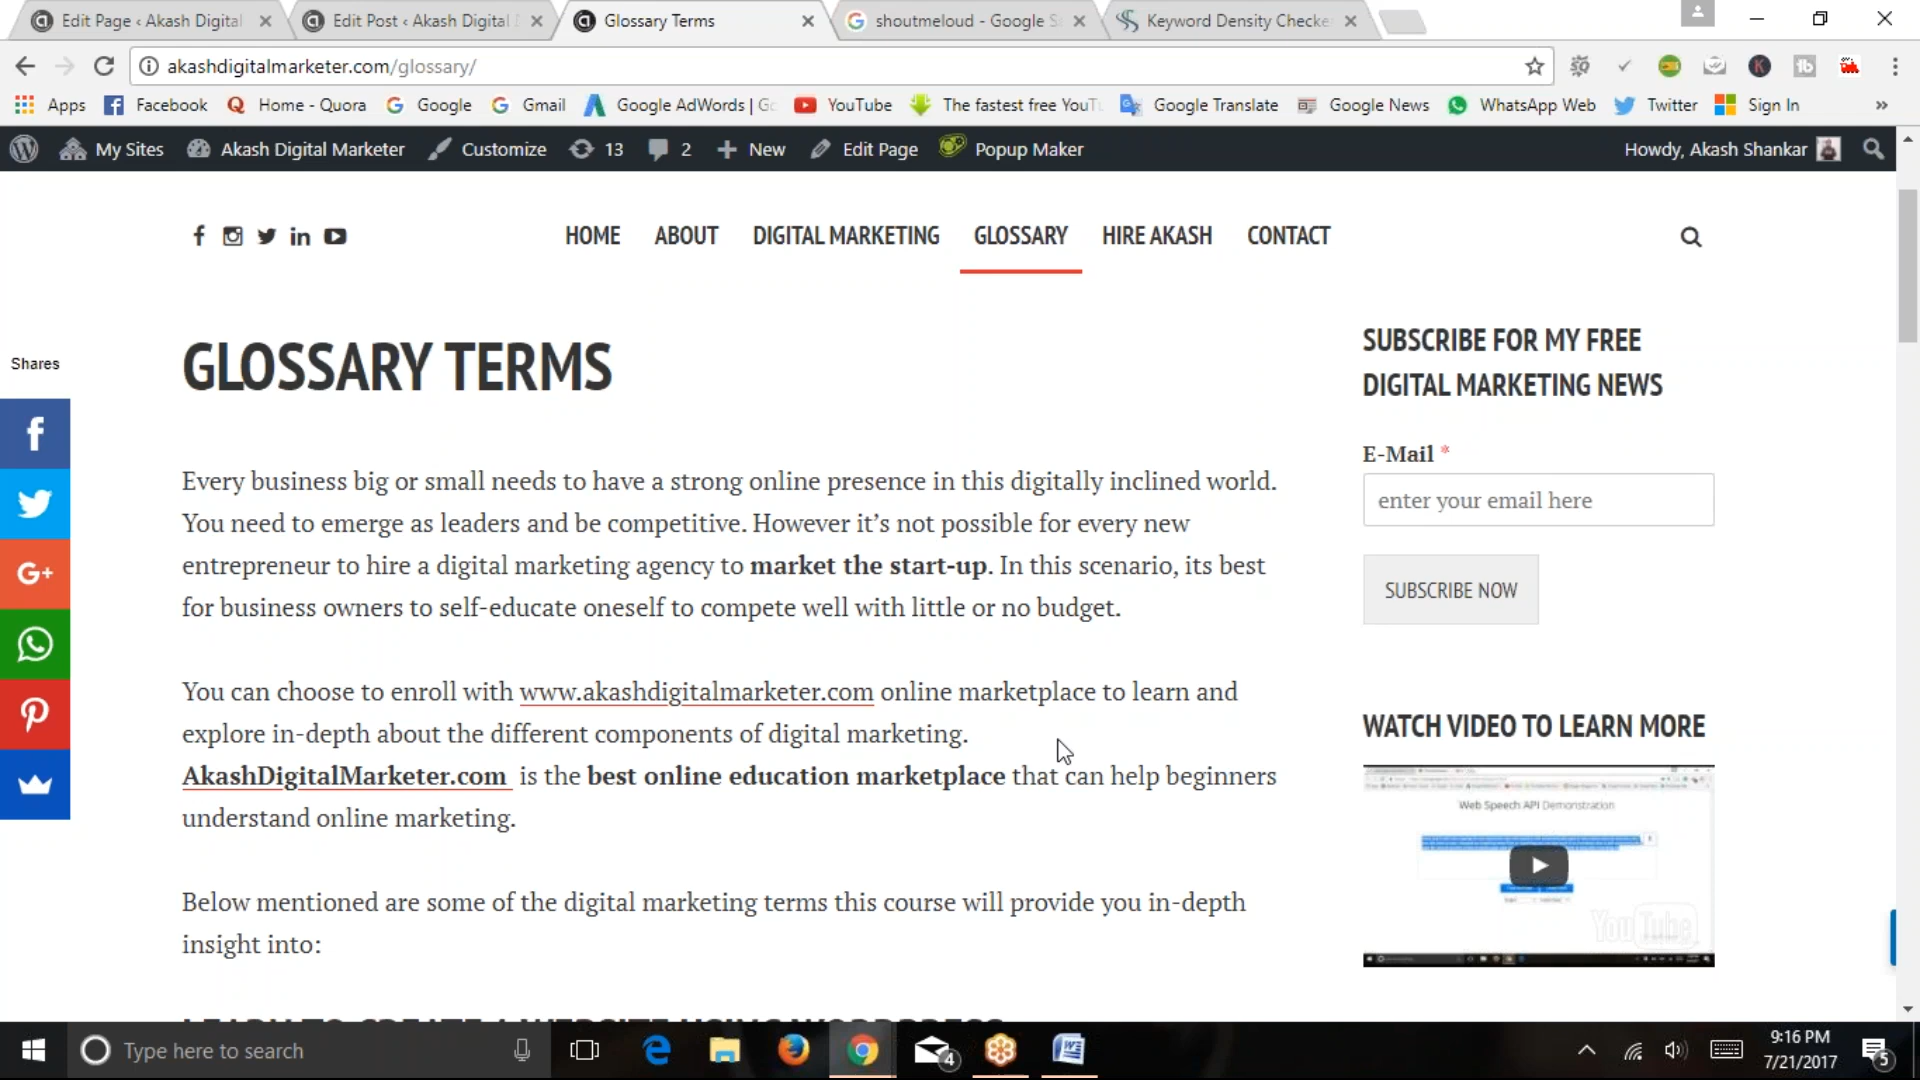 Edit Page ‹ Akash Digital
Edit Post ‹ Akash Digital
Glossary Terms
shoutmeloud - Google S
Keyword Density Checke
akashdigitalmarketer.com/glossary/
Apps
Facebook
Home - Quora
Google
Gmail
Google AdWords | Go
YouTube
The fastest free YouT
Google Translate
Google News
WhatsApp Web
Twitter
Sign In
»
My Sites
Akash Digital Marketer
Customize
13
2
New
Edit Page
Popup Maker
Howdy, Akash Shankar
HOME
ABOUT
DIGITAL MARKETING
GLOSSARY
HIRE AKASH
CONTACT
Shares
GLOSSARY TERMS
Every business big or small needs to have a strong online presence in this digitally inclined world.
You need to emerge as leaders and be competitive. However it’s not possible for every new
entrepreneur to hire a digital marketing agency to market the start-up. In this scenario, its best
for business owners to self-educate oneself to compete well with little or no budget.
You can choose to enroll with www.akashdigitalmarketer.com online marketplace to learn and
explore in-depth about the different components of digital marketing.
AkashDigitalMarketer.com is the best online education marketplace that can help beginners
understand online marketing.
Below mentioned are some of the digital marketing terms this course will provide you in-depth
insight into:
LEARN TO CREATE A WEBSITE USING WORDPRESS
SUBSCRIBE FOR MY FREE
DIGITAL MARKETING NEWS
E-Mail *
enter your email here
SUBSCRIBE NOW
WATCH VIDEO TO LEARN MORE
Web Speech API Demonstration
YouTube
Type here to search
4
9:16 PM
7/21/2017
5